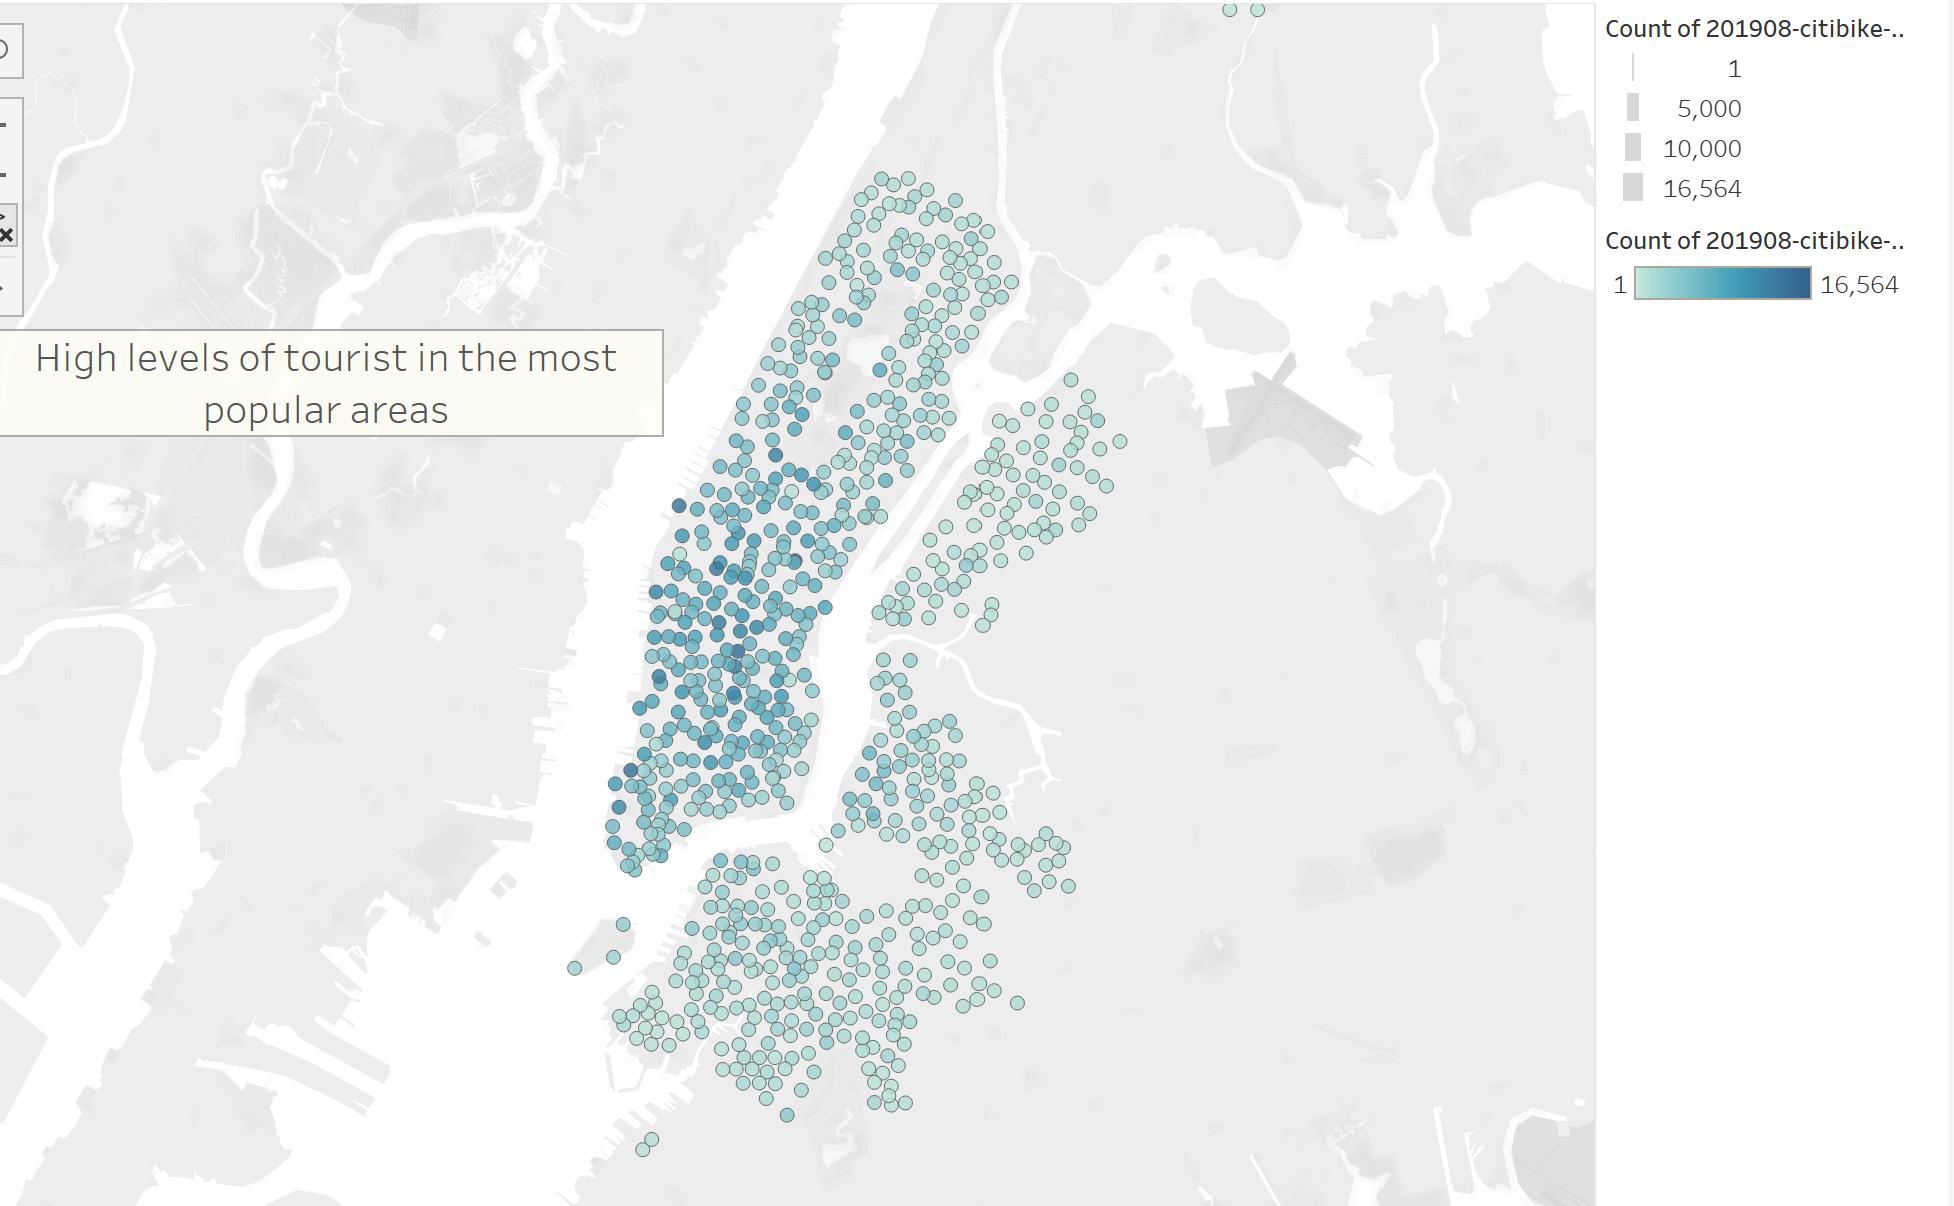 High levels of tourist in the most
popular areas
Count of 201908-citibike-..
1
5,000
10,000
16,564
Count of 201908-citibike-..
1 16,564